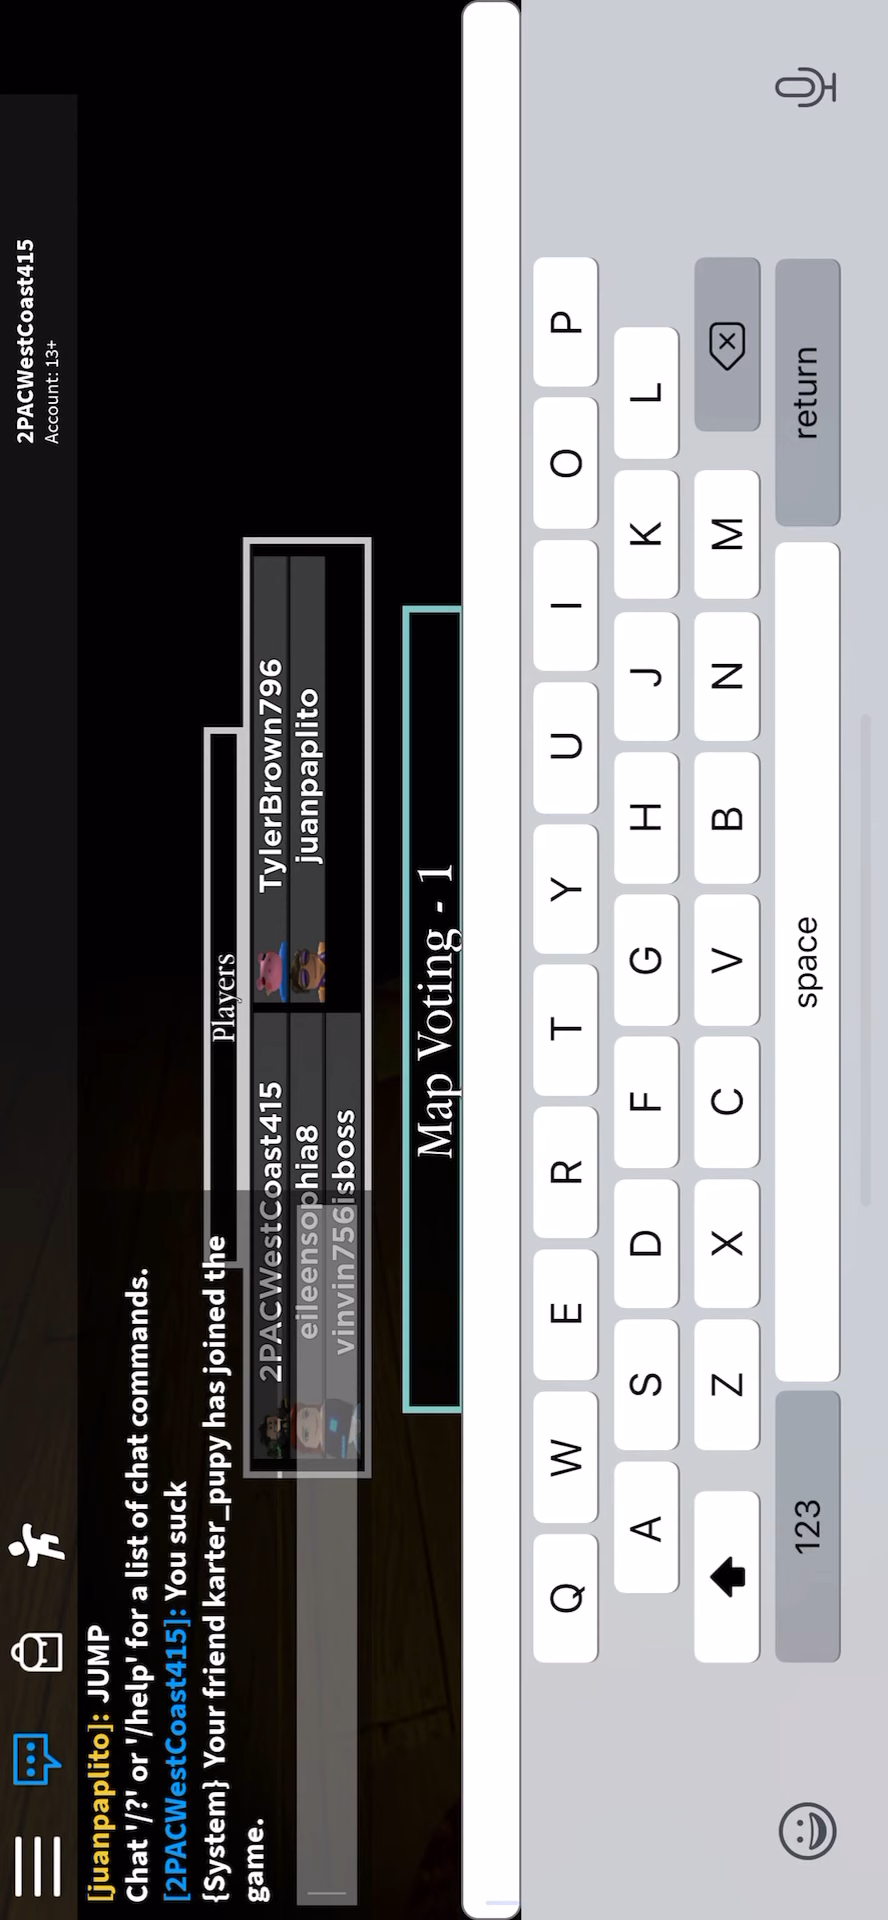 2PACWestCoast415
Account: 13+
[juanpaplito]: JUMP
Chat '/?' or '/help' for a list of chat commands.
[2PACWestCoast415]: You suck
{System} Your friend karter_pupy has joined the
game.
Players
2PACWestCoast415
TylerBrown796
eileensophia8
juanpaplito
vinvin756isboss
Map Voting - 1
Q W E R T Y U I O P
A S D F G H J K L
Z X C V B N M
123 space return